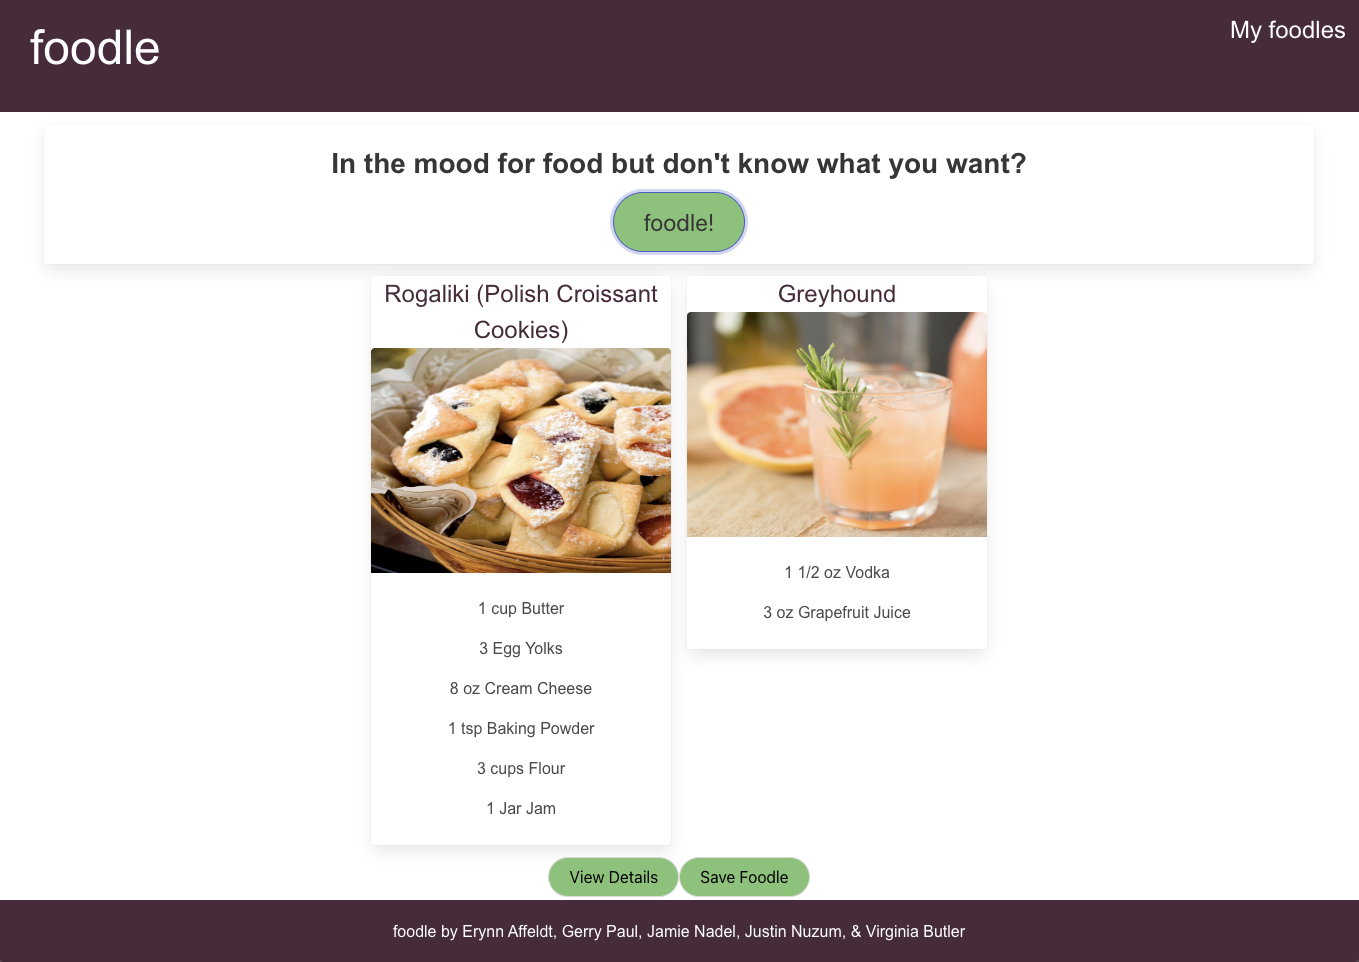 foodle
My foodles
In the mood for food but don't know what you want?
foodle!
Rogaliki (Polish Croissant
Cookies)
1 cup Butter
3 Egg Yolks
8 oz Cream Cheese
1 tsp Baking Powder
3 cups Flour
1 Jar Jam
Greyhound
1 1/2 oz Vodka
3 oz Grapefruit Juice
View Details
Save Foodle
foodle by Erynn Affeldt, Gerry Paul, Jamie Nadel, Justin Nuzum, & Virginia Butler